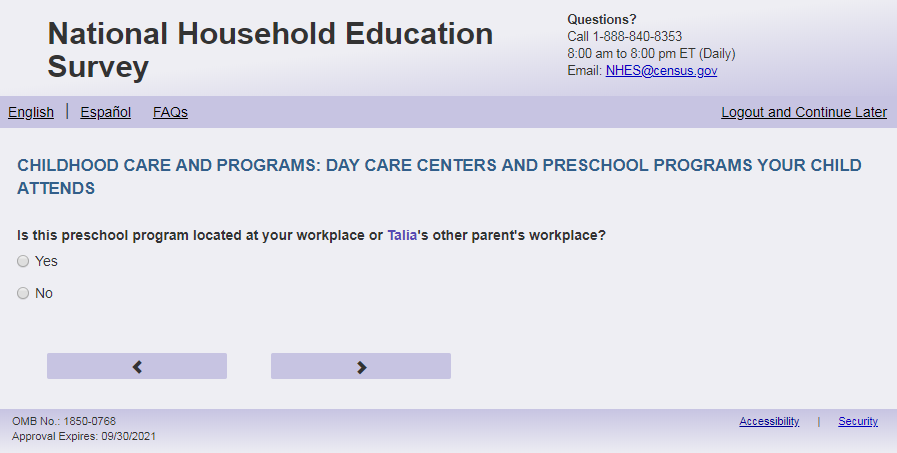 National Household Education
Survey
Questions?
Call 1-888-840-8353
8:00 am to 8:00 pm ET (Daily)
Email: NHES@census.gov
English | Español FAQs Logout and Continue Later
CHILDHOOD CARE AND PROGRAMS: DAY CARE CENTERS AND PRESCHOOL PROGRAMS YOUR CHILD
ATTENDS
Is this preschool program located at your workplace or Talia's other parent's workplace?
Yes
No
OMB No.: 1850-0768
Approval Expires: 09/30/2021
Accessibility | Security